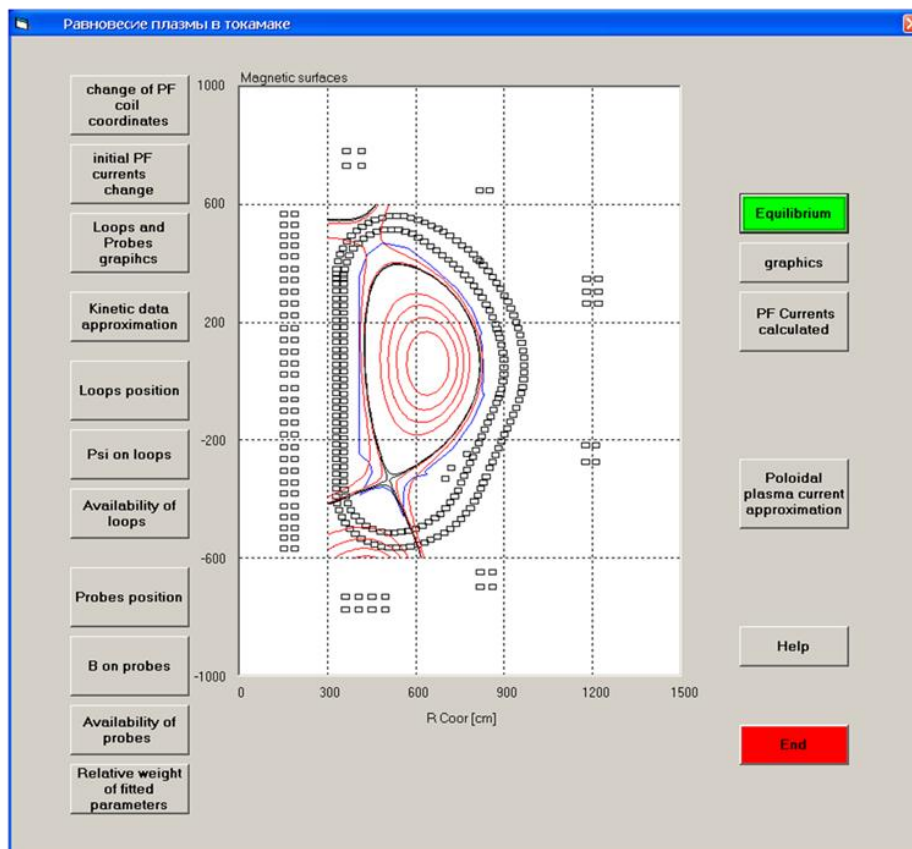 Равновесие плазмы в токамаке
change of PF
coil
coordinates
initial PF
currents
change
Loops and
Probes
grapihcs
Kinetic data
approximation
Loops position
Psi on loops
Availability of
loops
Probes position
B on probes
Availability of
probes
Relative weight
of fitted
parameters
Magnetic surfaces
1000
600
200
-200
-600
-1000
0 300 600 900 1200 1500
R Coor [cm]
Equilibrium
graphics
PF Currents
calculated
Poloidal
plasma current
approximation
Help
End